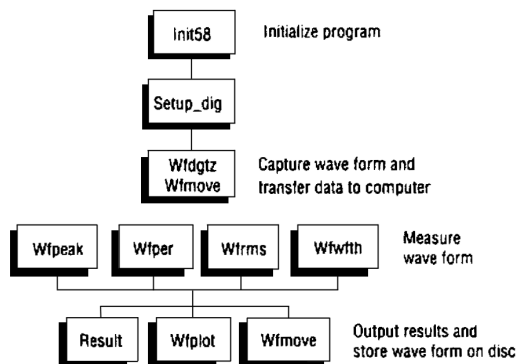 Init58
Initialize program
Setup_dig
Wfdgtz
Wfmove
Capture wave form and
transfer data to computer
Wfpeak
Wfper
Wfrms
Wfwfth
Measure
wave form
Result
Wfplot
Wfmove
Output results and
store wave form on disc